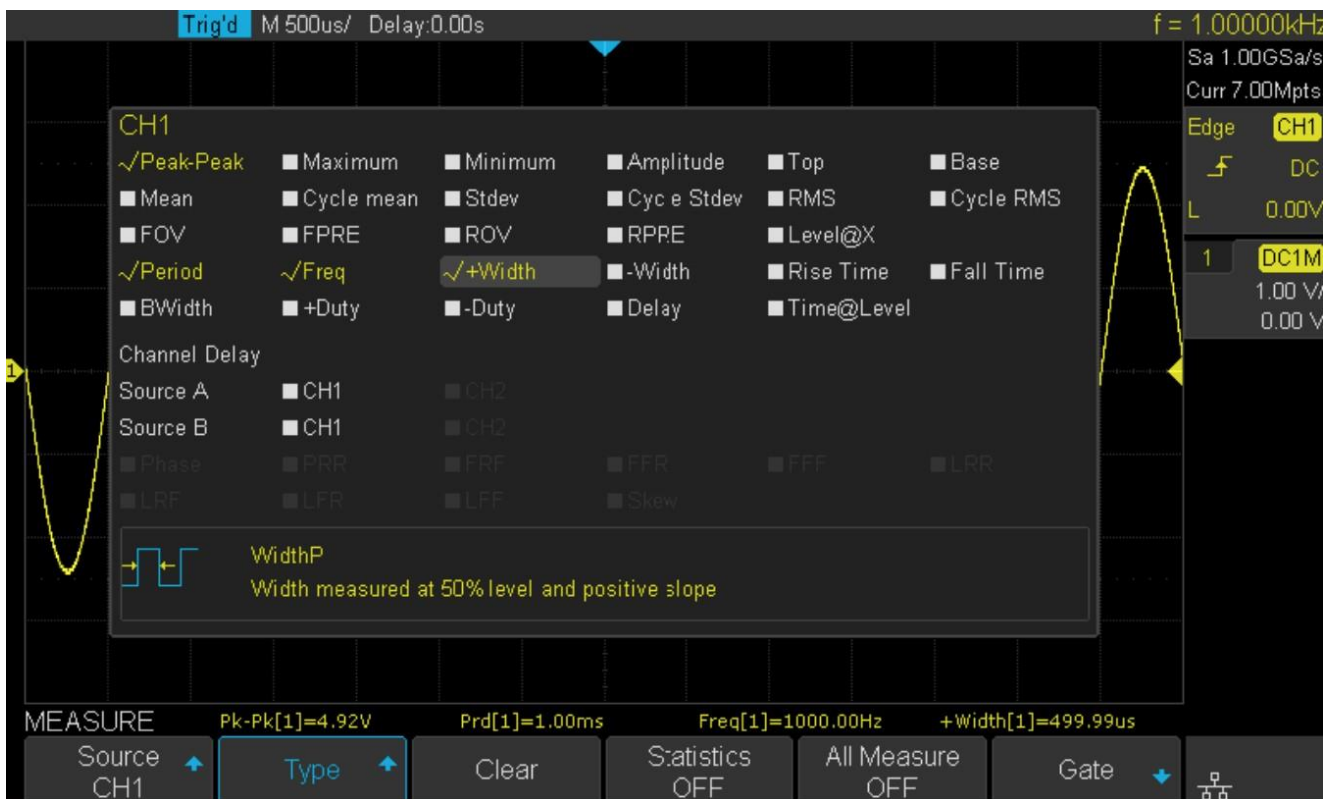 Trig'd M 500us/ Delay:0.00s f = 1.00000kHz
Sa 1.00GSa/s
Curr 7.00Mpts
Edge CH1
DC
L 0.00V
1 DC1M
1.00 V/
0.00 V
CH1
√Peak-Peak ■Maximum ■Minimum ■Amplitude ■Top ■Base
■Mean ■Cycle mean ■Stdev ■Cyc e Stdev ■RMS ■Cycle RMS
■FOV ■FPRE ■ROV ■RPRE ■Level@X
√Period √Freq √+Width ■-Width ■Rise Time ■Fall Time
■BWidth ■+Duty ■-Duty ■Delay ■Time@Level
Channel Delay
Source A ■CH1 ■CH2
Source B ■CH1 ■CH2
■Phase ■PRR ■FRF ■FFR ■FFF ■LRR
■LRF ■LFR ■LFF ■Skew
WidthP
Width measured at 50% level and positive slope
1
MEASURE Pk-Pk[1]=4.92V Prd[1]=1.00ms Freq[1]=1000.00Hz +Width[1]=499.99us
Source CH1
Type
Clear
Statistics OFF
All Measure OFF
Gate